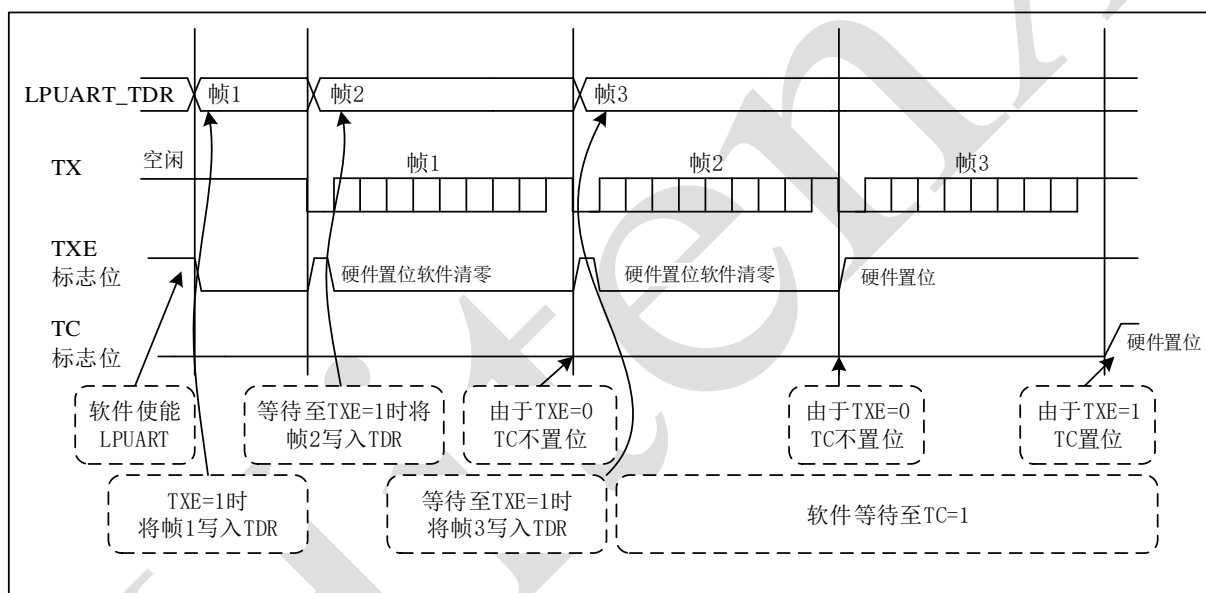 LPUART_TDR
帧1
帧2
帧3
TX
空闲
帧1
帧2
帧3
TXE
标志位
硬件置位软件清零
硬件置位软件清零
硬件置位
TC
标志位
硬件置位
软件使能
LPUART
等待至TXE=1时将
帧2写入TDR
由于TXE=0
TC不置位
由于TXE=0
TC不置位
由于TXE=1
TC置位
TXE=1时
将帧1写入TDR
等待至TXE=1时
将帧3写入TDR
软件等待至TC=1